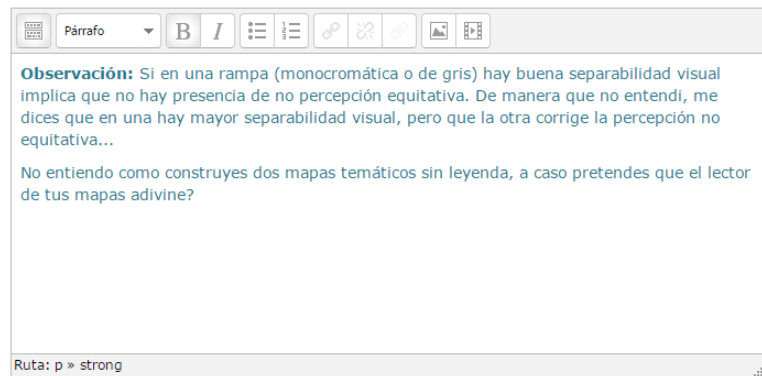 Párrafo
B I
Observación: Si en una rampa (monocromática o de gris) hay buena separabilidad visual
implica que no hay presencia de no percepción equitativa. De manera que no entendi, me
dices que en una hay mayor separabilidad visual, pero que la otra corrige la percepción no
equitativa...
No entiendo como construyes dos mapas temáticos sin leyenda, a caso pretendes que el lector
de tus mapas adivine?
Ruta: p » strong